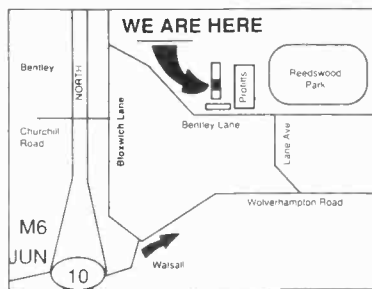 WE ARE HERE
Bentley
NORTH
Reedswood
Park
Profitts
Churchill
Road
Bloxwich Lane
Bentley Lane
Lane Ave
Wolverhampton Road
M6
JUN
10
Walsall